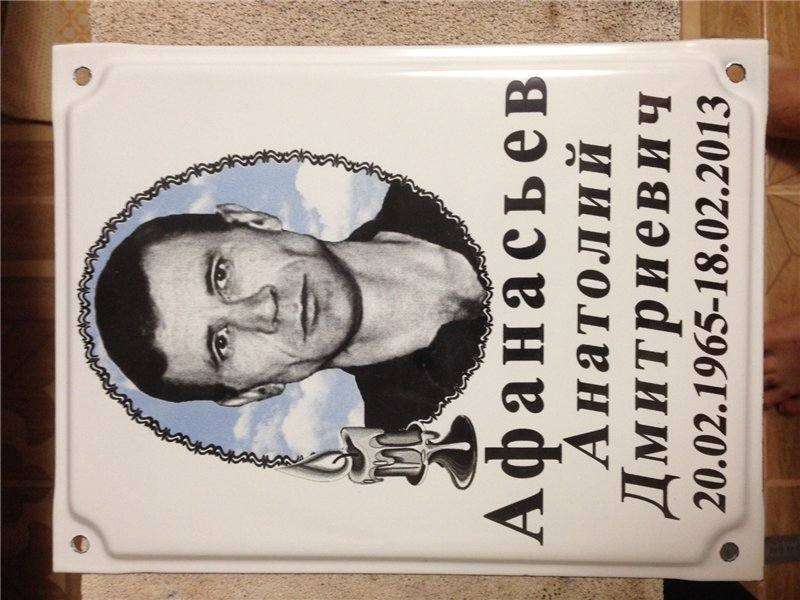 Афанасьев
Анатолий
Дмитриевич
20.02.1965-18.02.2013